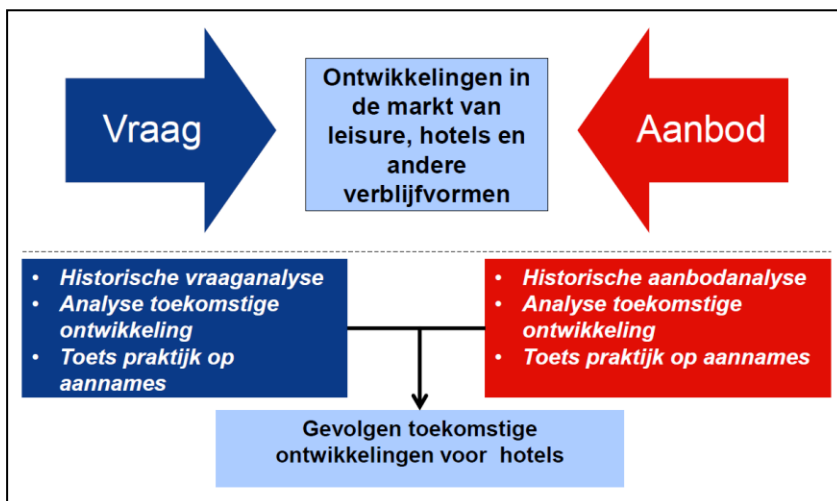 Vraag
Ontwikkelingen in
de markt van
leisure, hotels en
andere
verblijfvormen
Aanbod
• Historische vraaganalyse
• Analyse toekomstige
ontwikkeling
• Toets praktijk op
aannames
• Historische aanbodanalyse
• Analyse toekomstige
ontwikkeling
• Toets praktijk op aannames
Gevolgen toekomstige
ontwikkelingen voor hotels